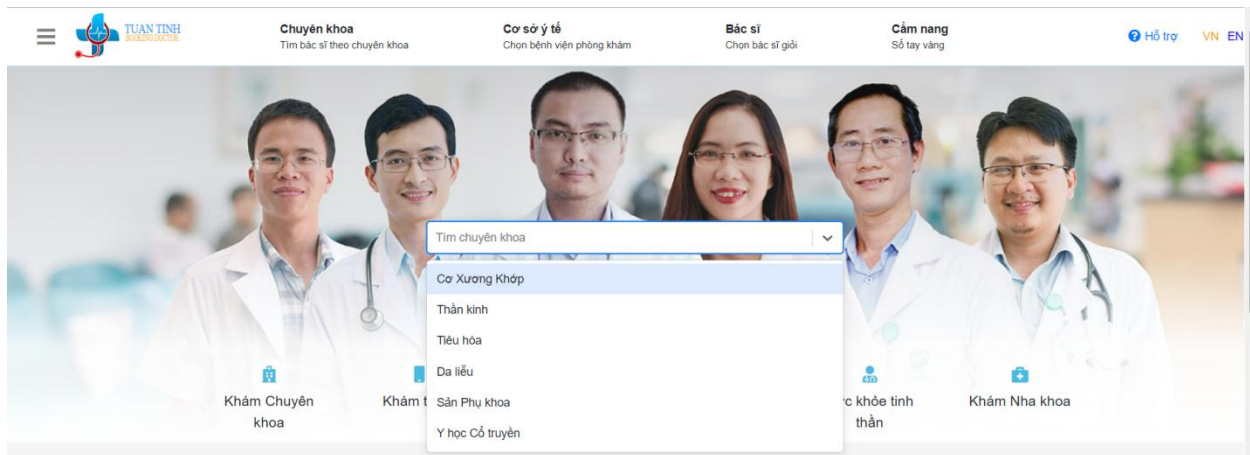 TUAN TINH
BOOKING DOCTOR
Chuyên khoa
Tìm bác sĩ theo chuyên khoa
Cơ sở y tế
Chọn bệnh viện phòng khám
Bác sĩ
Chọn bác sĩ giỏi
Cẩm nang
Sổ tay vàng
Hỗ trợ
VN EN
Tìm chuyên khoa
Cơ Xương Khớp
Thần kinh
Tiêu hóa
Da liễu
Sản Phụ khoa
Y học Cổ truyền
Khám Chuyên
khoa
Khám t
c khỏe tinh
thần
Khám Nha khoa